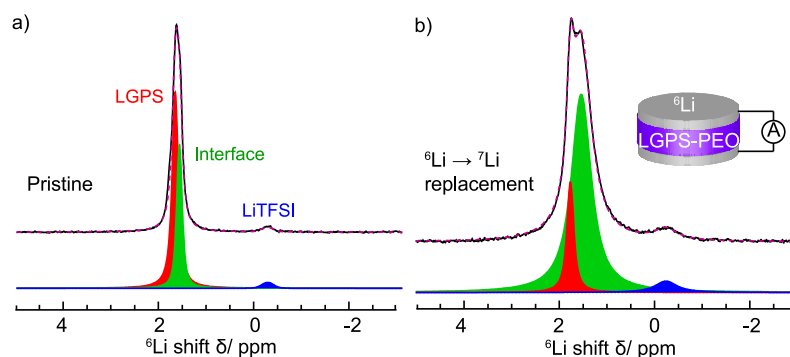 a)
LGPS
Interface
Pristine
LiTFSI
4
2
0
-2
⁶Li shift δ/ ppm
b)
⁶Li
LGPS-PEO
A
⁶Li → ⁷Li
replacement
4
2
0
-2
⁶Li shift δ/ ppm